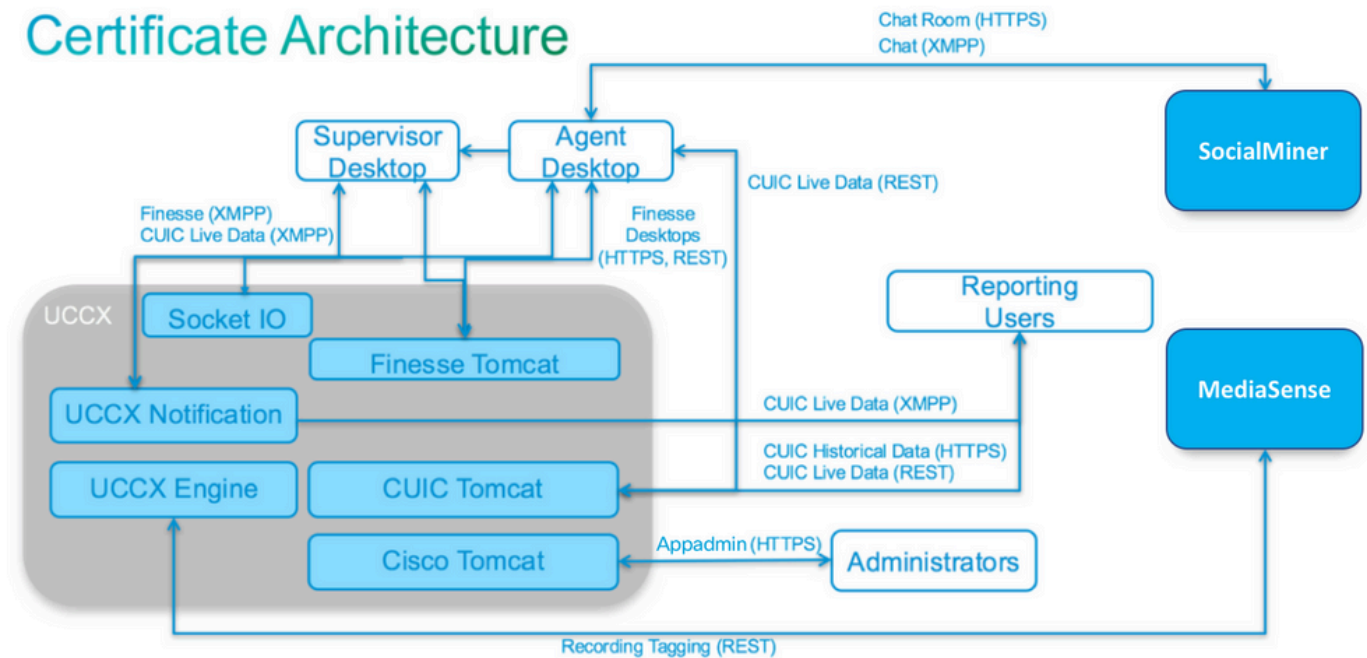 Certificate Architecture
Chat Room (HTTPS)
Chat (XMPP)
Supervisor
Desktop
Agent
Desktop
SocialMiner
CUIC Live Data (REST)
Finesse (XMPP)
CUIC Live Data (XMPP)
Finesse
Desktops
(HTTPS, REST)
Reporting
Users
UCCX
Socket IO
Finesse Tomcat
MediaSense
UCCX Notification
CUIC Live Data (XMPP)
CUIC Historical Data (HTTPS)
CUIC Live Data (REST)
UCCX Engine
CUIC Tomcat
Cisco Tomcat
Appadmin (HTTPS)
Administrators
Recording Tagging (REST)